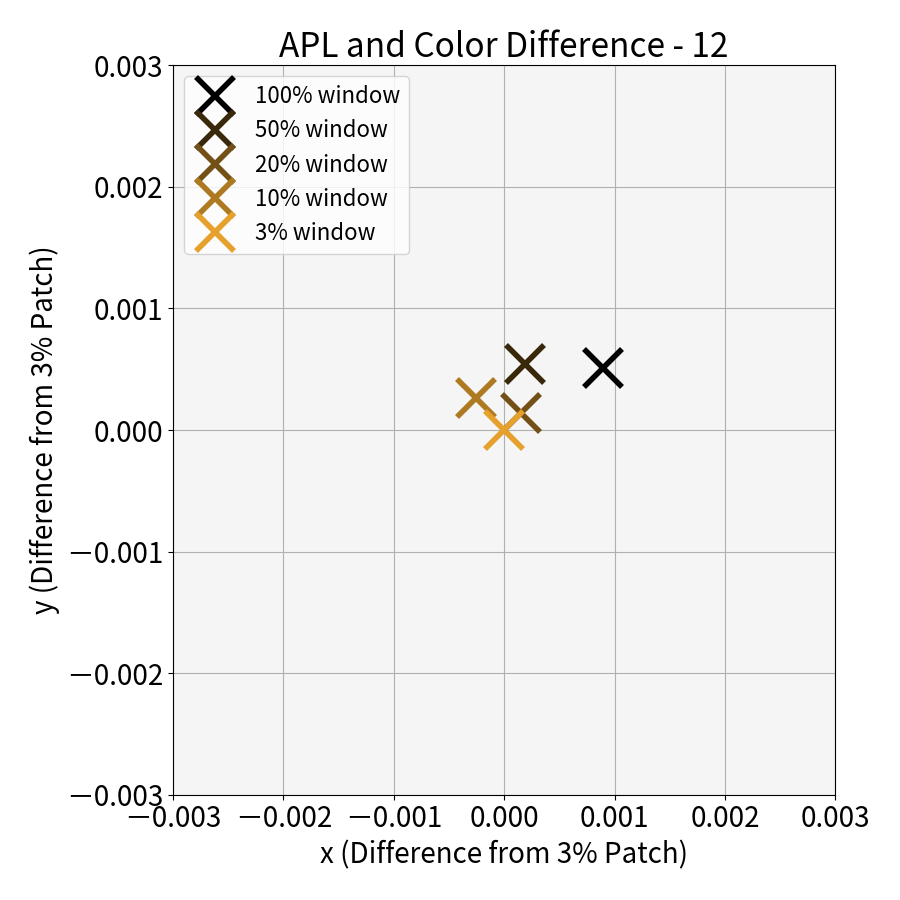 APL and Color Difference - 12
0.003
100% window
50% window
20% window
0.002
10% window
3% window
0.001
0.000
−0.001
−0.002
−0.003
y (Difference from 3% Patch)
−0.003 −0.002 −0.001 0.000 0.001 0.002 0.003
x (Difference from 3% Patch)